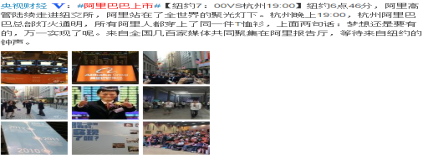 央视财经 V：#阿里巴巴上市#【纽约7：00VS杭州19:00】纽约6点46分，阿里高
管陆续走进纽交所，阿里站在了全世界的聚光灯下。杭州晚上19:00，杭州阿里巴
巴总部灯火通明，所有阿里人都穿上了同一件T恤衫，上面两句话：梦想还是要有
的，万一实现了呢。来自全国几百家媒体共同聚集在阿里报告厅，等待来自纽约的
钟声。